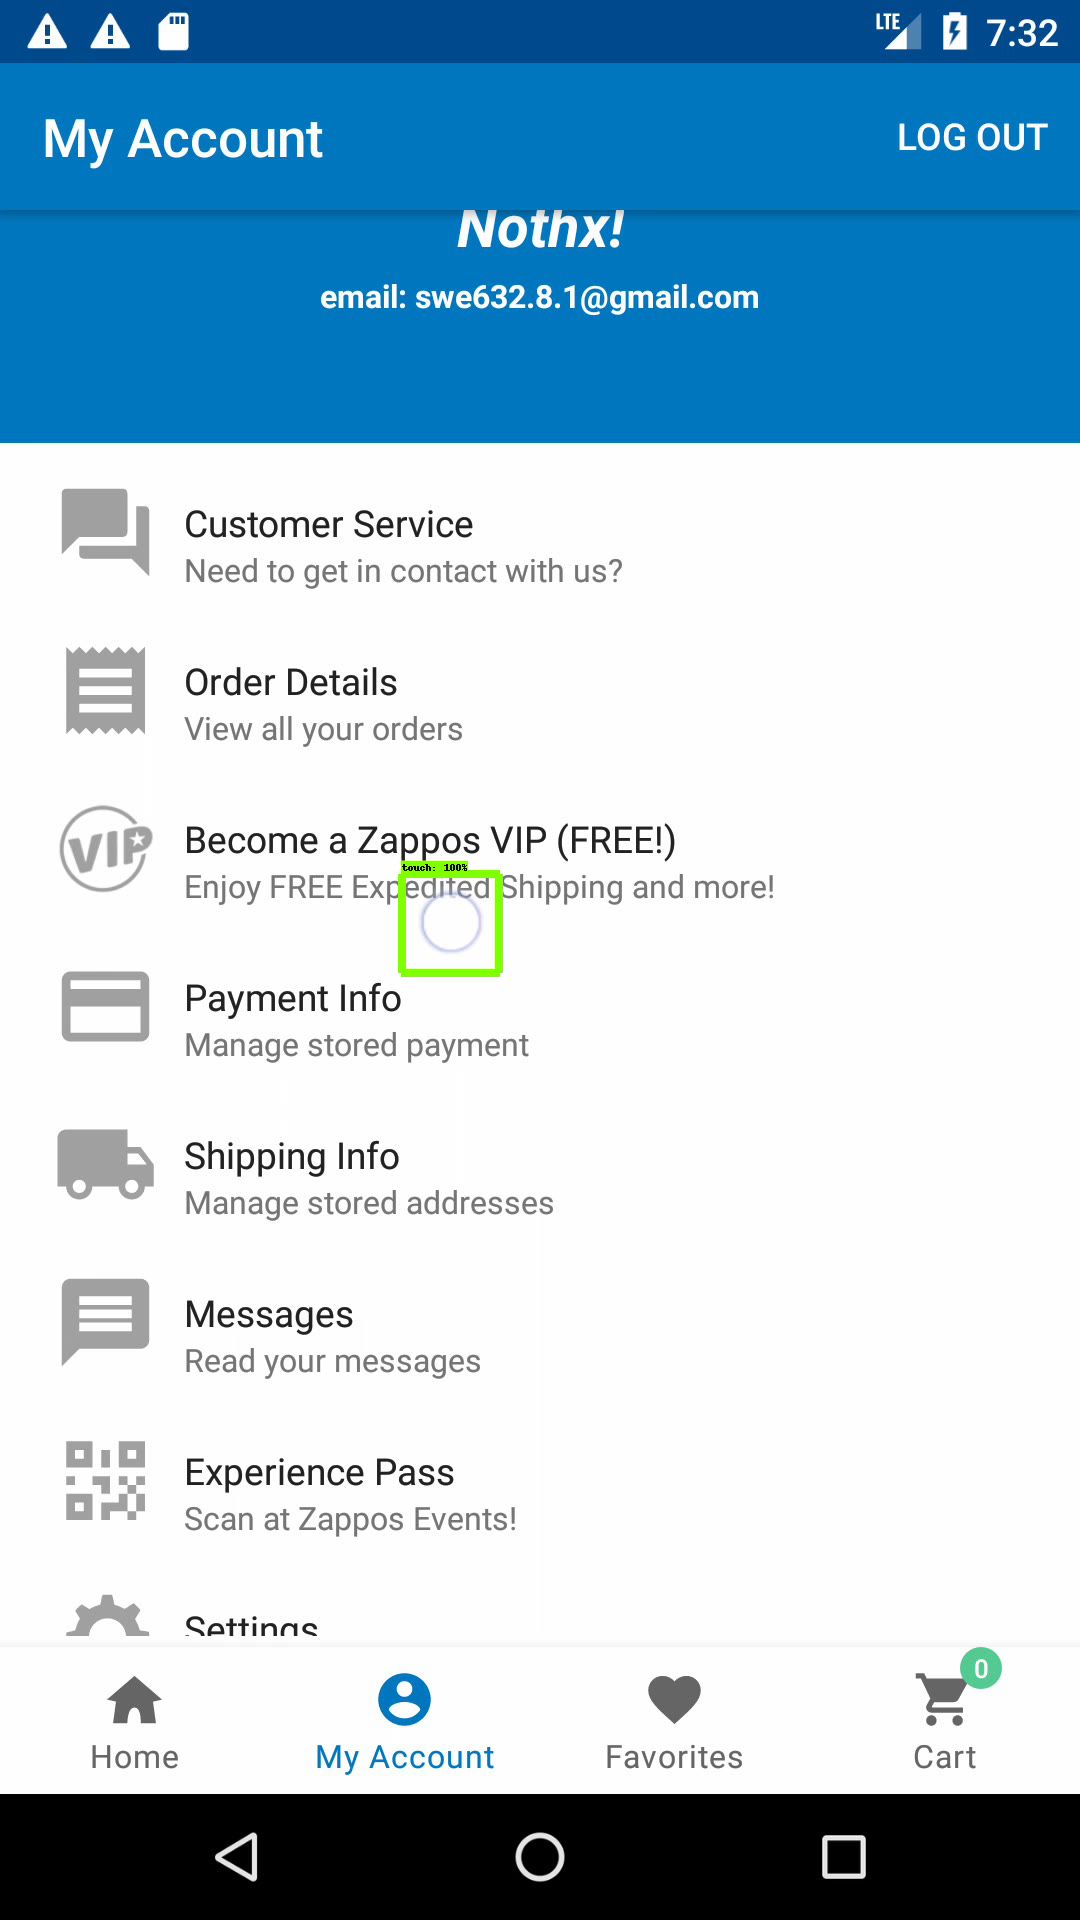 LTE 7:32
My Account LOG OUT
Nothx!
email: swe632.8.1@gmail.com
Customer Service
Need to get in contact with us?
Order Details
View all your orders
VIP
Become a Zappos VIP (FREE!)
touch: 100%
Enjoy FREE Expedited Shipping and more!
Payment Info
Manage stored payment
Shipping Info
Manage stored addresses
Messages
Read your messages
Experience Pass
Scan at Zappos Events!
Settings
0
Home My Account Favorites Cart